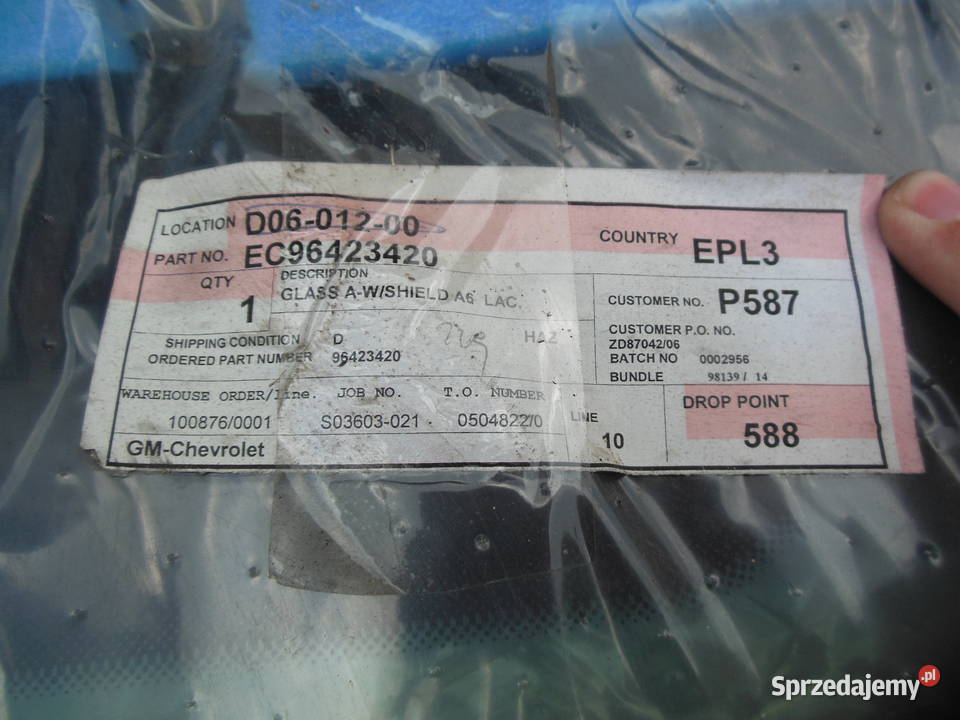 LOCATION D06-012-00
COUNTRY EPL3
PART NO. EC96423420
QTY 1
DESCRIPTION
GLASS A-W/SHIELD A6 LAC
CUSTOMER NO. P587
CUSTOMER P.O. NO.
ZD87042/06
BATCH NO 0002956
BUNDLE 98139 / 14
SHIPPING CONDITION D HAZ
ORDERED PART NUMBER 96423420
WAREHOUSE ORDER/line. JOB NO. T.O. NUMBER
100876/0001 S03603-021 05048227/0
LINE
10
DROP POINT
588
GM-Chevrolet
Sprzedajemy.pl